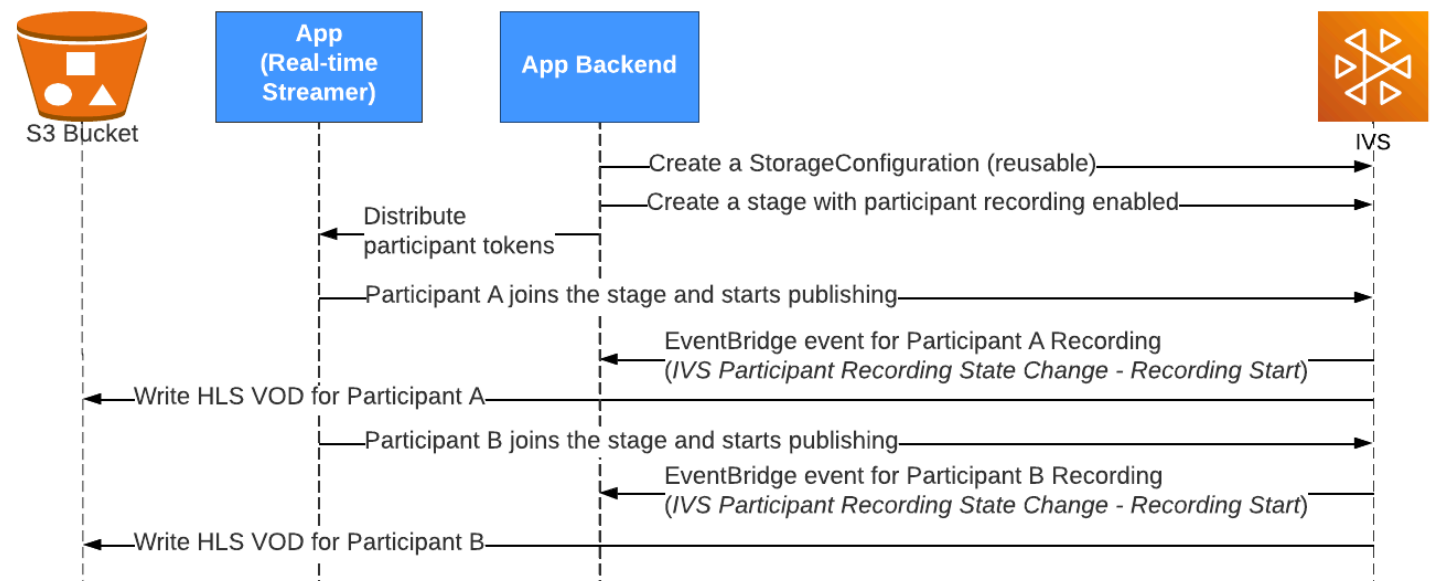 App
(Real-time
Streamer)
App Backend
S3 Bucket
IVS
Create a StorageConfiguration (reusable)
Create a stage with participant recording enabled
Distribute
participant tokens
Participant A joins the stage and starts publishing
EventBridge event for Participant A Recording
(IVS Participant Recording State Change - Recording Start)
Write HLS VOD for Participant A
Participant B joins the stage and starts publishing
EventBridge event for Participant B Recording
(IVS Participant Recording State Change - Recording Start)
Write HLS VOD for Participant B